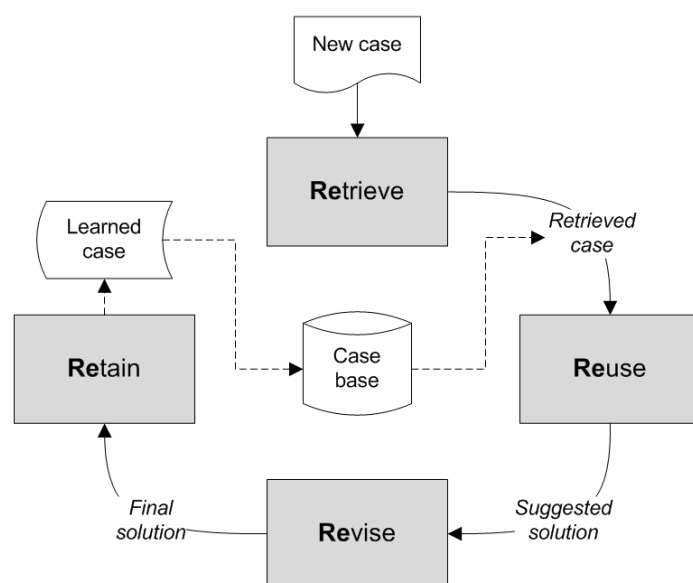 New case
Retrieve
Retrieved
case
Learned
case
Case
base
Retain
Reuse
Final
solution
Suggested
solution
Revise